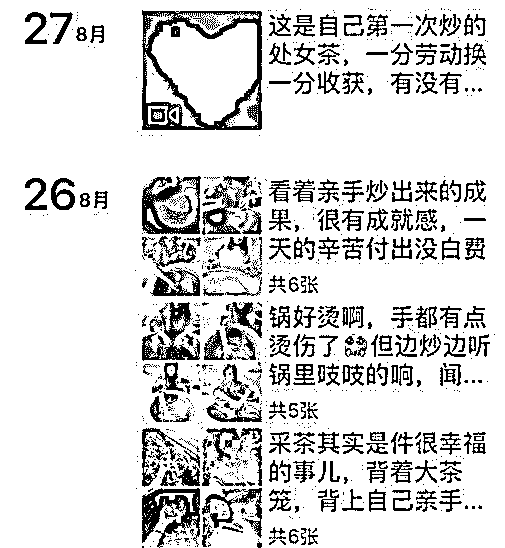 27 8月
这是自己第一次炒的
处女茶，一分劳动换
一分收获，有没有...
26 8月
看着亲手炒出来的成
果，很有成就感，一
天的辛苦付出没白费
共6张
锅好烫啊，手都有点
烫伤了但边炒边听
锅里吱吱的响，闻...
共5张
采茶其实是件很幸福
的事儿，背着大茶
笼，背上自己亲手...
共6张